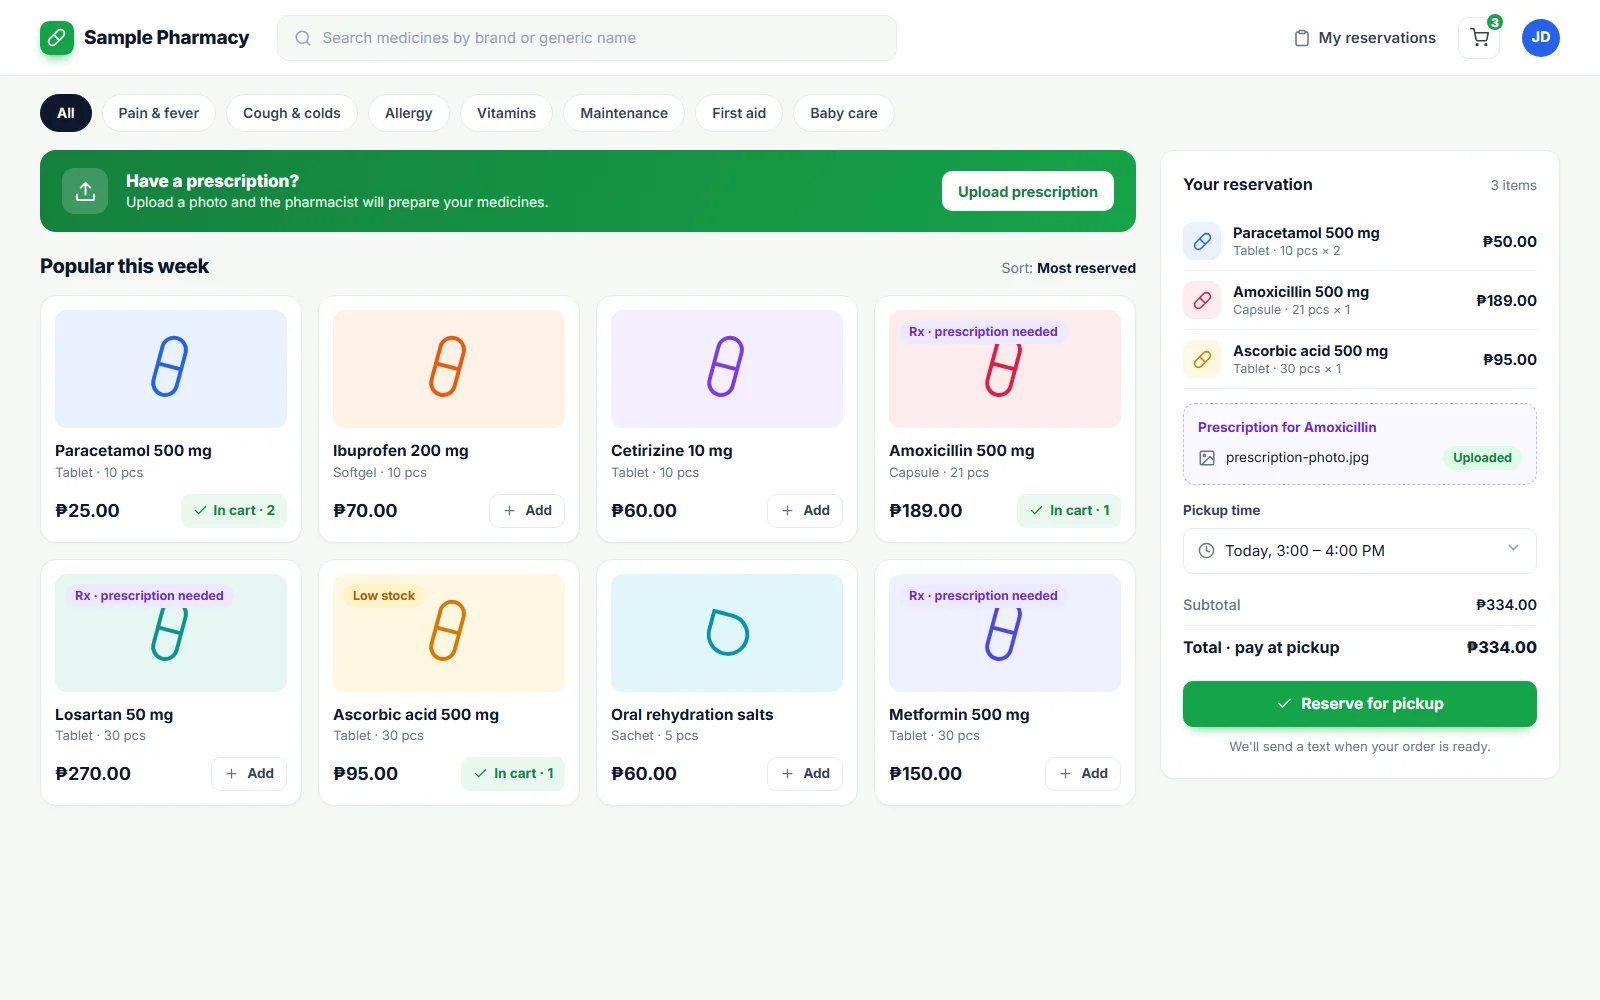 Sample Pharmacy
Search medicines by brand or generic name
My reservations
3
JD
All
Pain & fever
Cough & colds
Allergy
Vitamins
Maintenance
First aid
Baby care
Have a prescription?
Upload a photo and the pharmacist will prepare your medicines.
Upload prescription
Popular this week
Sort: Most reserved
Paracetamol 500 mg
Tablet · 10 pcs
₱25.00
In cart · 2
Ibuprofen 200 mg
Softgel · 10 pcs
₱70.00
Add
Cetirizine 10 mg
Tablet · 10 pcs
₱60.00
Add
Rx · prescription needed
Amoxicillin 500 mg
Capsule · 21 pcs
₱189.00
In cart · 1
Rx · prescription needed
Losartan 50 mg
Tablet · 30 pcs
₱270.00
Add
Low stock
Ascorbic acid 500 mg
Tablet · 30 pcs
₱95.00
In cart · 1
Oral rehydration salts
Sachet · 5 pcs
₱60.00
Add
Rx · prescription needed
Metformin 500 mg
Tablet · 30 pcs
₱150.00
Add
Your reservation
3 items
Paracetamol 500 mg
Tablet · 10 pcs × 2
₱50.00
Amoxicillin 500 mg
Capsule · 21 pcs × 1
₱189.00
Ascorbic acid 500 mg
Tablet · 30 pcs × 1
₱95.00
Prescription for Amoxicillin
prescription-photo.jpg
Uploaded
Pickup time
Today, 3:00 – 4:00 PM
Subtotal
₱334.00
Total · pay at pickup
₱334.00
Reserve for pickup
We'll send a text when your order is ready.